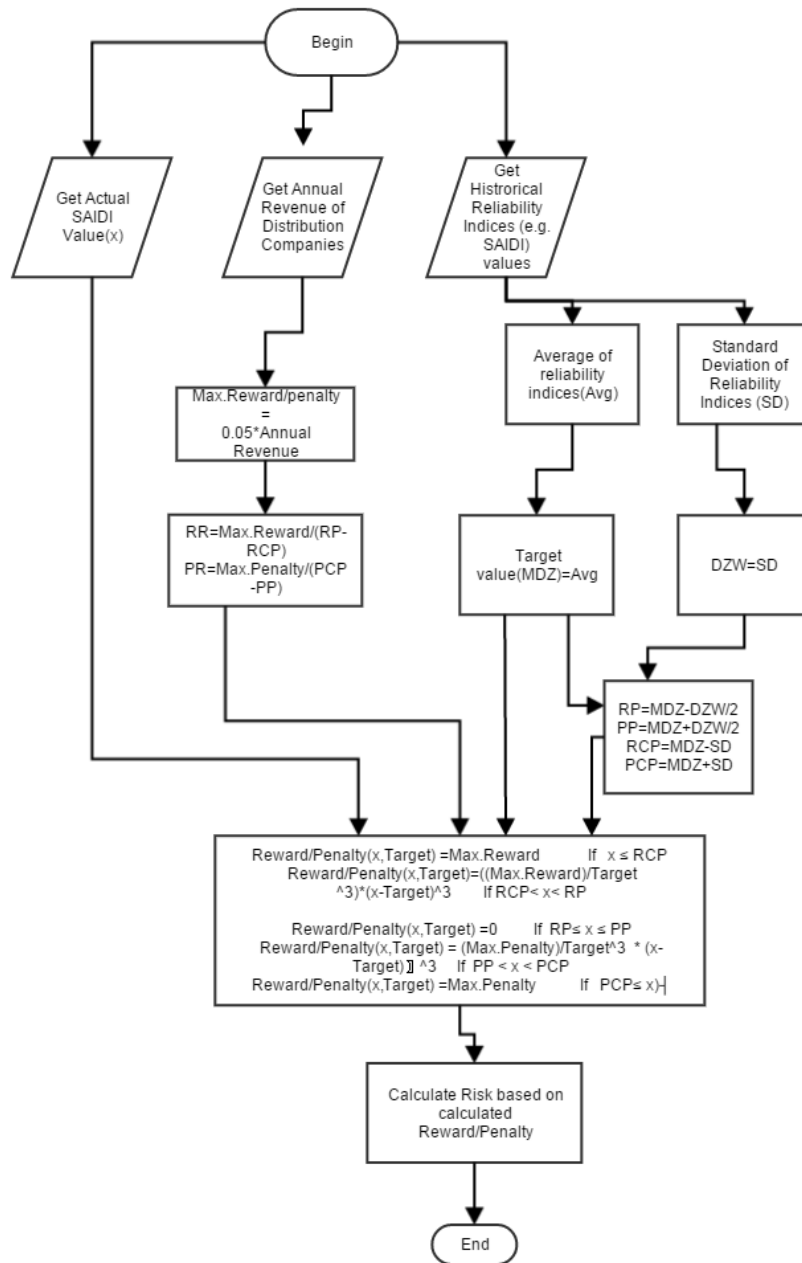 Begin
Get Actual
SAIDI
Value(x)
Get Annual
Revenue of
Distribution
Companies
Get
Histrorical
Reliability
Indices (e.g.
SAIDI)
values
Average of
reliability
indices(Avg)
Standard
Deviation of
Reliability
Indices (SD)
Max.Reward/penalty
=
0.05*Annual
Revenue
RR=Max.Reward/(RP-
RCP)
PR=Max.Penalty/(PCP
-PP)
Target
value(MDZ)=Avg
DZW=SD
RP=MDZ-DZW/2
PP=MDZ+DZW/2
RCP=MDZ-SD
PCP=MDZ+SD
Reward/Penalty(x,Target) =Max.Reward If x ≤ RCP
Reward/Penalty(x,Target)=((Max.Reward)/Target
^3)*(x-Target)^3 If RCP< x< RP
Reward/Penalty(x,Target) =0 If RP≤ x ≤ PP
Reward/Penalty(x,Target) = (Max.Penalty)/Target^3 * (x-
Target)〗 ^3 If PP < x < PCP
Reward/Penalty(x,Target) =Max.Penalty If PCP≤ x)┤
Calculate Risk based on
calculated
Reward/Penalty
End